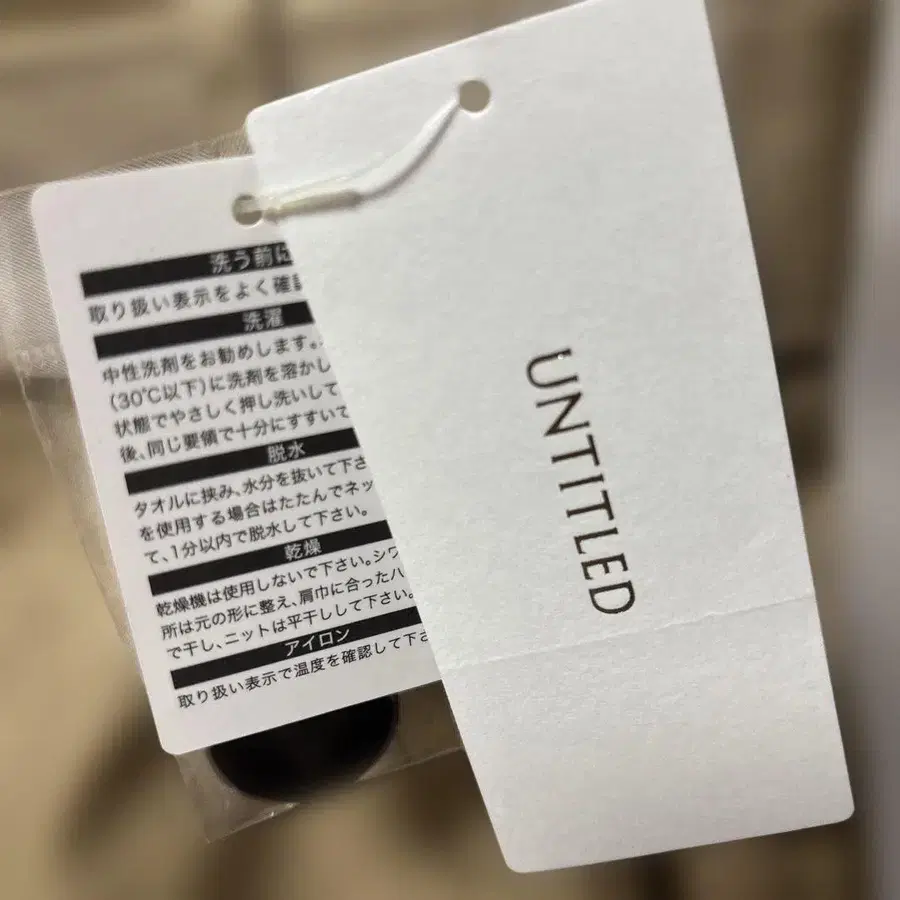 洗う前に
取り扱い表示をよく確
洗濯
中性洗剤をお勧めします。
(30℃以下)に洗剤を溶かし
状態でやさしく押し洗いして
後、同じ要領で十分にすすいで
脱水
タオルに挟み、水分を抜いて下さ
を使用する場合はたたんでネッ
て、1分以内で脱水して下さい。
乾燥
乾燥機は使用しないで下さい。シワ
所は元の形に整え、肩巾に合ったハ
で干し、ニットは平干しして下さい。
アイロン
取り扱い表示で温度を確認して下さ
UNTITLED